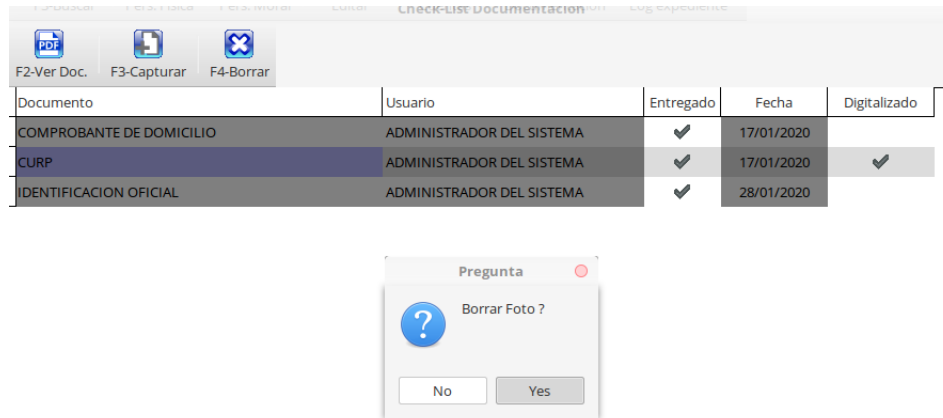 Check-List Documentación
Log expediente
PDF
F2-Ver Doc. F3-Capturar F4-Borrar
Documento Usuario Entregado Fecha Digitalizado
COMPROBANTE DE DOMICILIO ADMINISTRADOR DEL SISTEMA 17/01/2020
CURP ADMINISTRADOR DEL SISTEMA 17/01/2020
IDENTIFICACION OFICIAL ADMINISTRADOR DEL SISTEMA 28/01/2020
Pregunta
Borrar Foto ?
No Yes